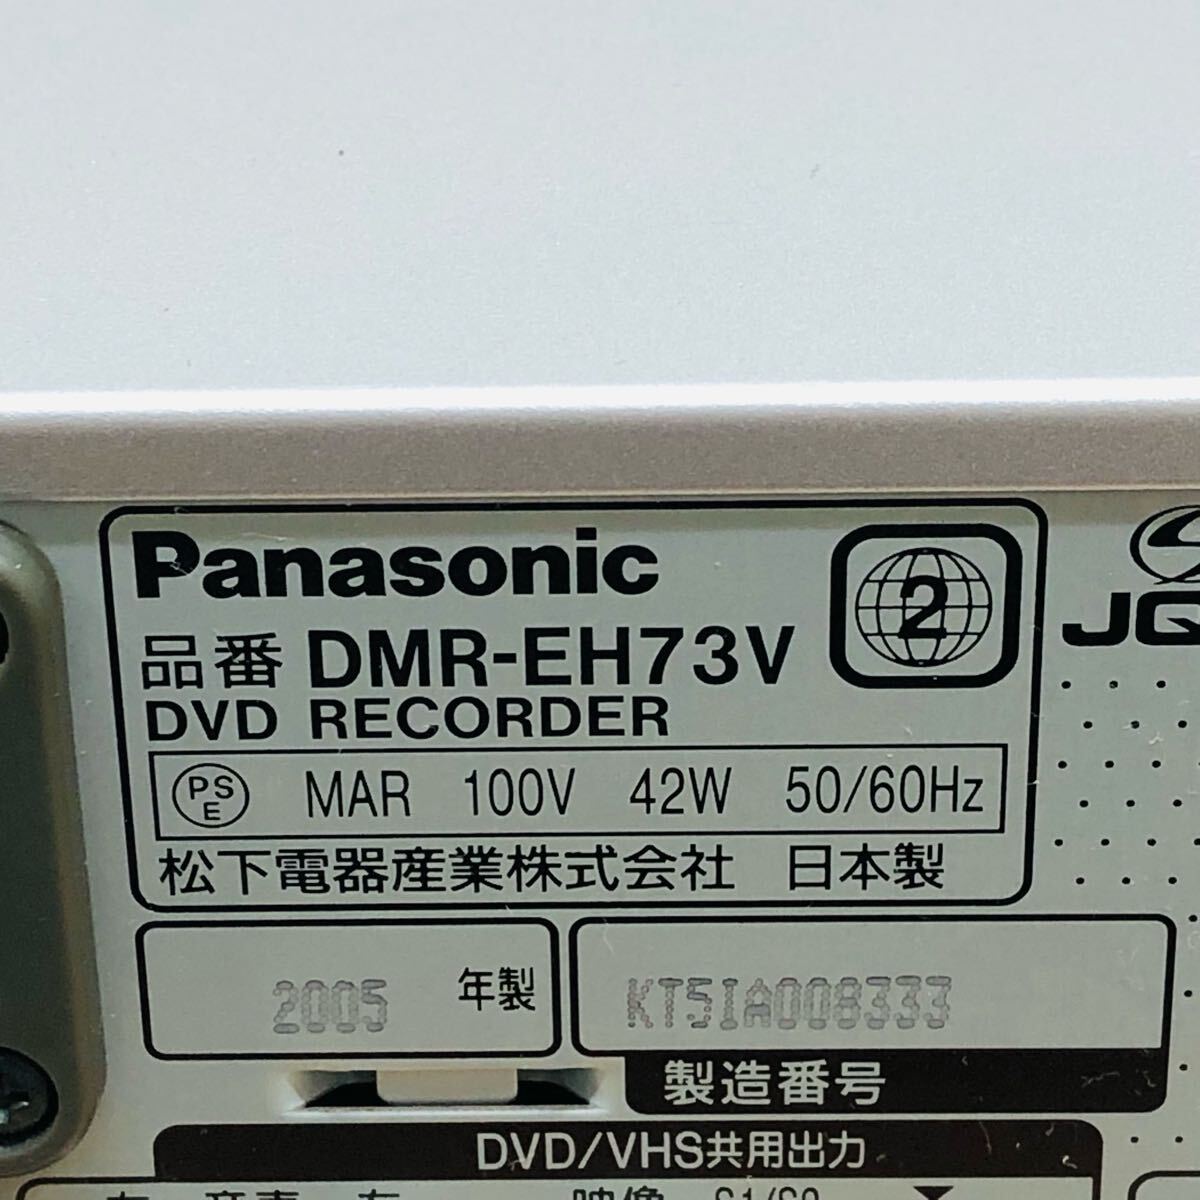 Panasonic
2
品番 DMR-EH73V
DVD RECORDER
PS
E
MAR 100V 42W 50/60Hz
松下電器産業株式会社 日本製
2005 年製
KT5IA008333
製造番号
DVD/VHS共用出力
JQ